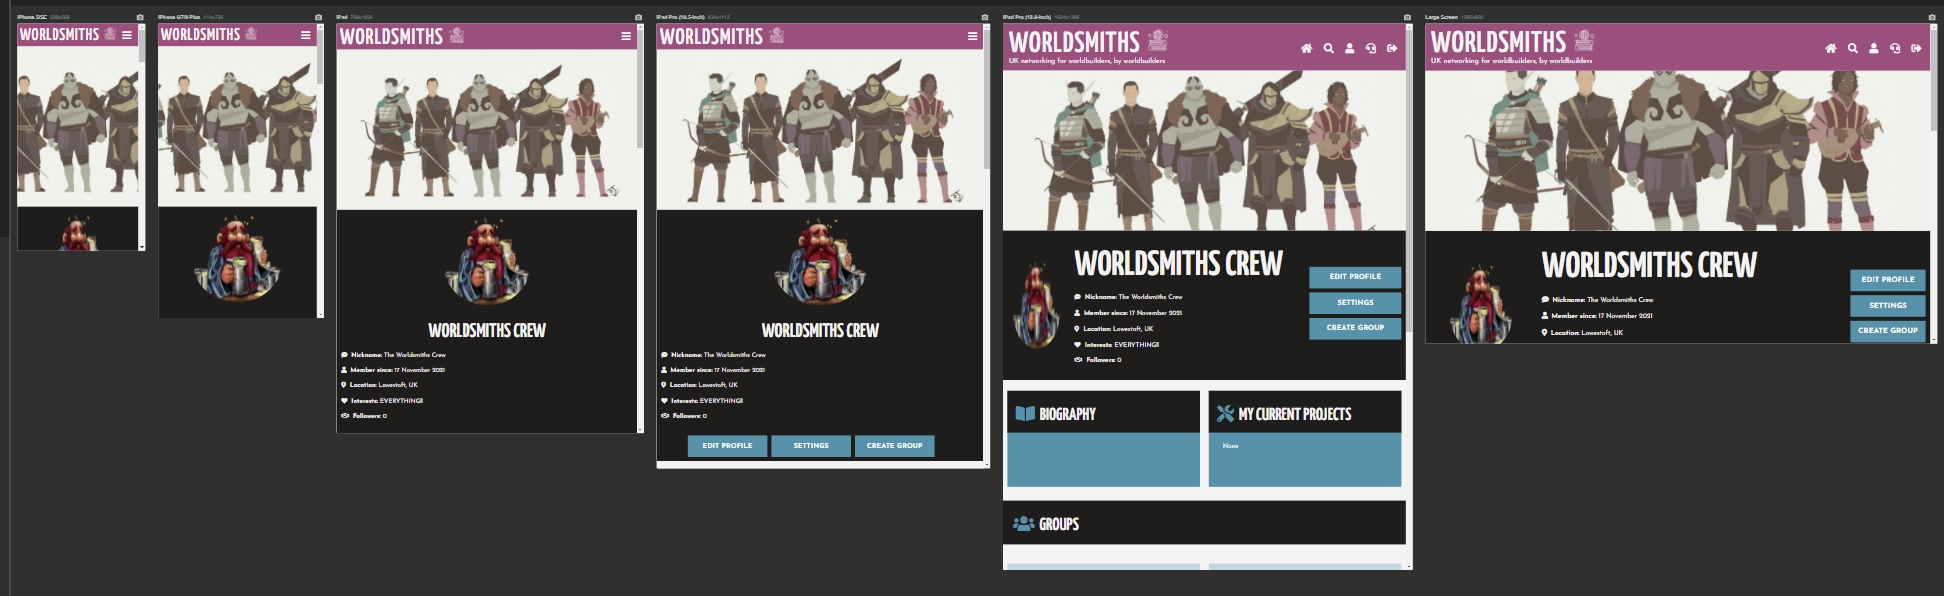 iPhone 5/SE 320x568
WORLDSMITHS
iPhone 6/7/8 Plus 414x736
WORLDSMITHS
iPad 768x1024
WORLDSMITHS
WORLDSMITHS CREW
Nickname: The Worldsmiths Crew
Member since: 17 November 2021
Location: Lowestoft, UK
Interests: EVERYTHING!!
Followers: 0
iPad Pro (10.5-inch) 834x1112
WORLDSMITHS
WORLDSMITHS CREW
Nickname: The Worldsmiths Crew
Member since: 17 November 2021
Location: Lowestoft, UK
Interests: EVERYTHING!!
Followers: 0
EDIT PROFILE SETTINGS CREATE GROUP
iPad Pro (12.9-inch) 1024x1366
WORLDSMITHS
UK networking for worldbuilders, by worldbuilders
WORLDSMITHS CREW
Nickname: The Worldsmiths Crew
Member since: 17 November 2021
Location: Lowestoft, UK
Interests: EVERYTHING!!
Followers: 0
EDIT PROFILE
SETTINGS
CREATE GROUP
BIOGRAPHY
MY CURRENT PROJECTS
None
GROUPS
Large Screen 1280x800
WORLDSMITHS
UK networking for worldbuilders, by worldbuilders
WORLDSMITHS CREW
Nickname: The Worldsmiths Crew
Member since: 17 November 2021
Location: Lowestoft, UK
EDIT PROFILE
SETTINGS
CREATE GROUP